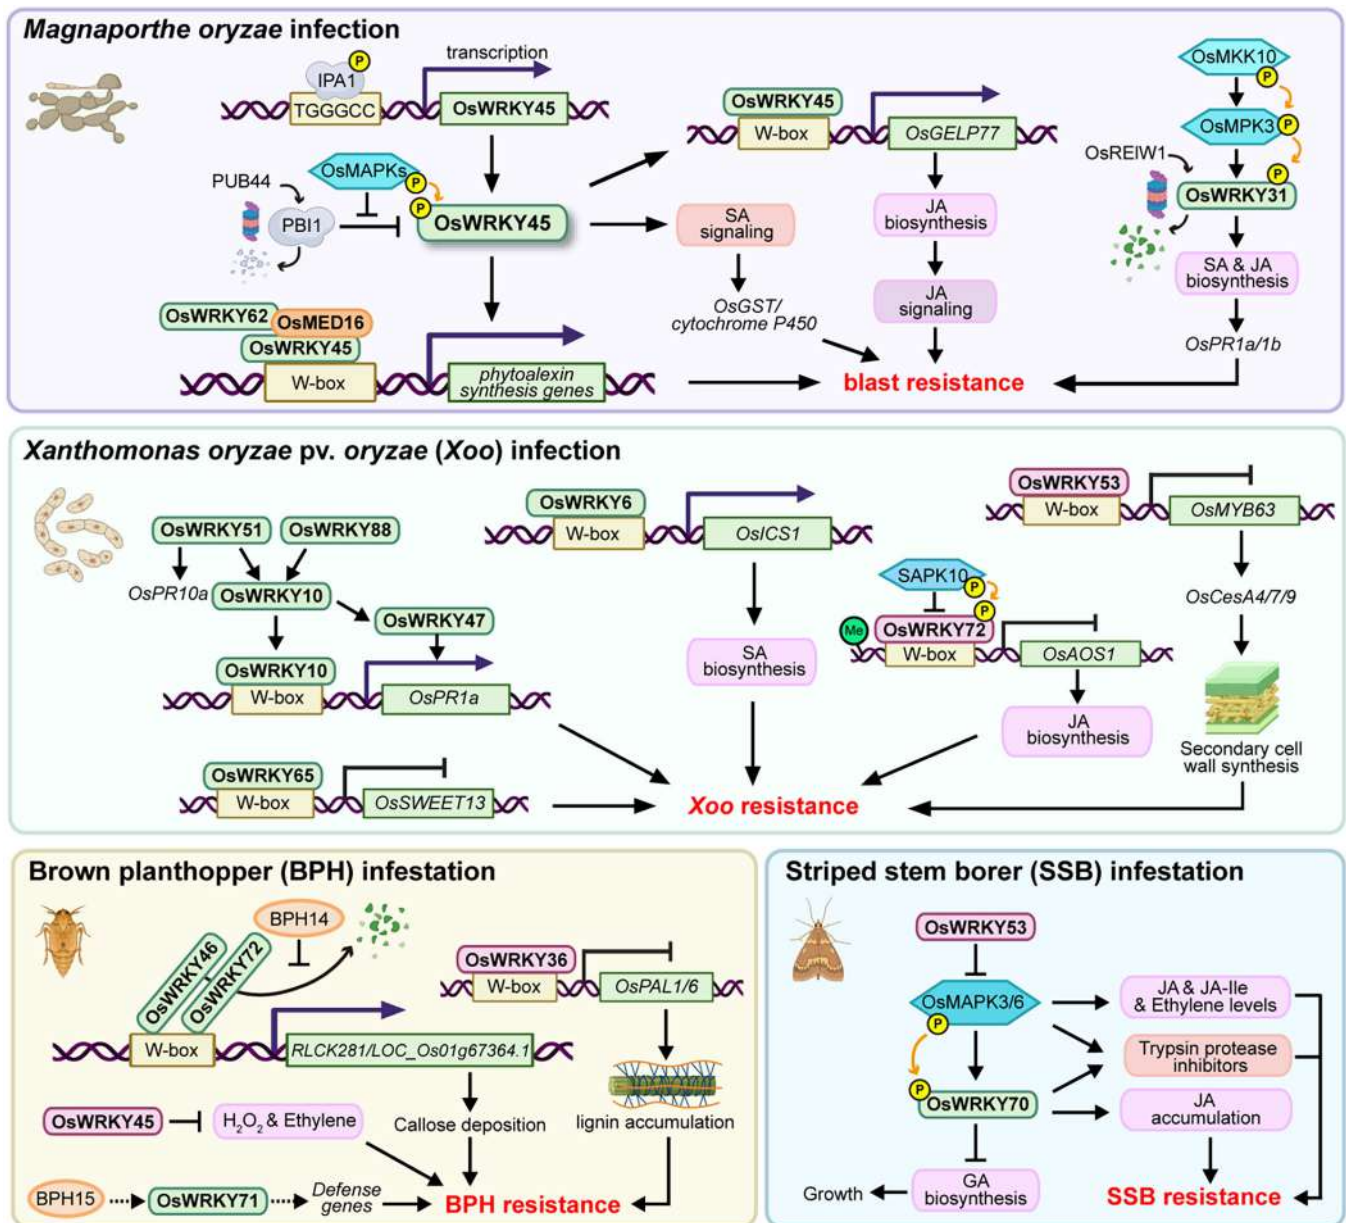 Magnaporthe oryzae infection
IPA1
P
transcription
TGGGCC
OsWRKY45
OsMAPKs
P
P
PUB44
PBI1
OsWRKY45
OsWRKY62
OsMED16
OsWRKY45
W-box
phytoalexin
synthesis genes
OsWRKY45
W-box
OsGELP77
SA
signaling
OsGST/
cytochrome P450
JA
biosynthesis
JA
signaling
blast resistance
OsMKK10
P
OsMPK3
P
OsREIW1
P
OsWRKY31
SA & JA
biosynthesis
OsPR1a/1b
Xanthomonas oryzae pv. oryzae (Xoo) infection
OsWRKY51
OsWRKY88
OsPR10a
OsWRKY10
OsWRKY47
OsWRKY10
W-box
OsPR1a
OsWRKY65
W-box
OsSWEET13
OsWRKY6
W-box
OsICS1
SA
biosynthesis
Xoo resistance
SAPK10
P
P
Me
OsWRKY72
W-box
OsAOS1
JA
biosynthesis
OsWRKY53
W-box
OsMYB63
OsCesA4/7/9
Secondary cell
wall synthesis
Brown planthopper (BPH) infestation
BPH14
OsWRKY46
OsWRKY72
W-box
RLCK281/LOC_Os01g67364.1
OsWRKY36
W-box
OsPAL1/6
OsWRKY45
H2O2 & Ethylene
Callose deposition
lignin accumulation
BPH15
OsWRKY71
Defense
genes
BPH resistance
Striped stem borer (SSB) infestation
OsWRKY53
OsMAPK3/6
P
P
OsWRKY70
JA & JA-Ile
& Ethylene levels
Trypsin protease
inhibitors
JA
accumulation
Growth
GA
biosynthesis
SSB resistance